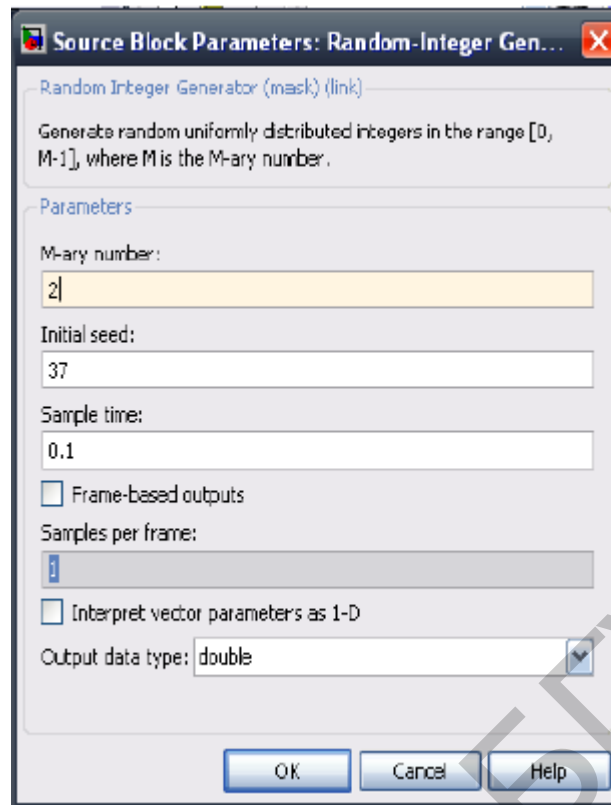 Source Block Parameters: Random-Integer Gen...
Random Integer Generator (mask) (link)
Generate random uniformly distributed integers in the range [0,
M-1], where M is the M-ary number.
Parameters
M-ary number:
2
Initial seed:
37
Sample time:
0.1
Frame-based outputs
Samples per frame:
1
Interpret vector parameters as 1-D
Output data type: double
OK Cancel Help